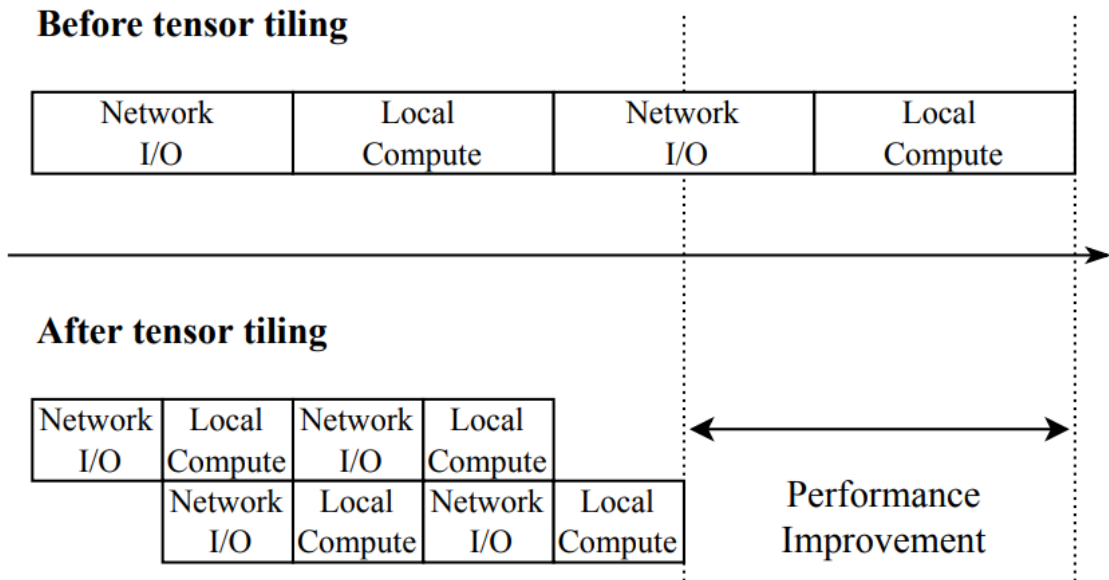 Before tensor tiling
Network Local Network Local
I/O Compute I/O Compute
After tensor tiling
Network Local Network Local
I/O Compute I/O Compute
Network Local Network Local
I/O Compute I/O Compute
Performance
Improvement